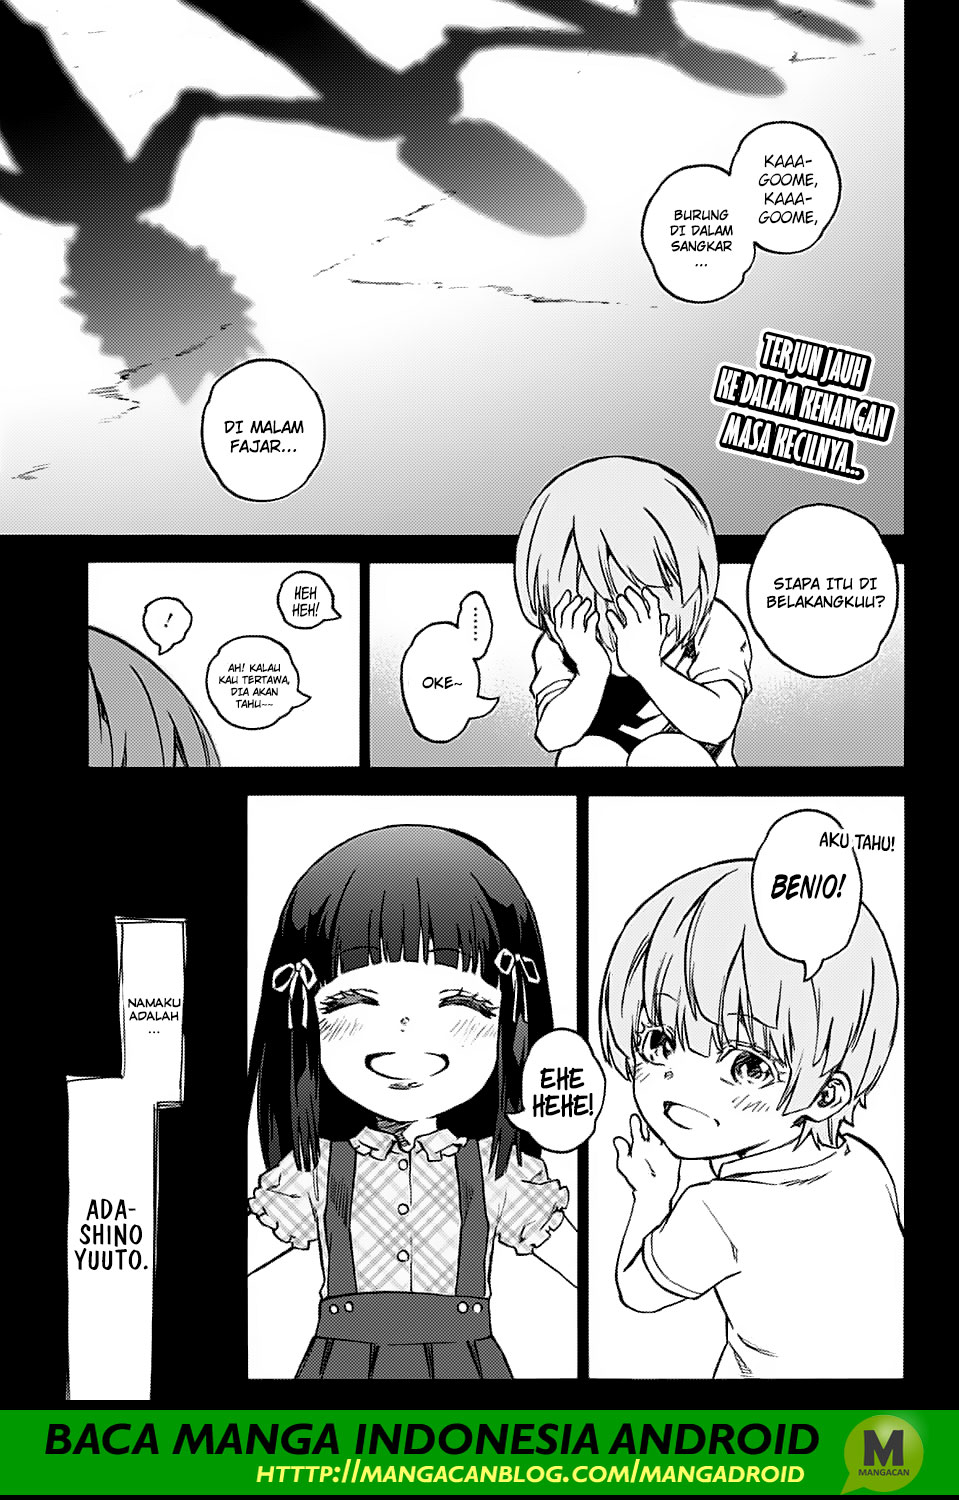 KAAA-
GOOME,
KAAA-
GOOME,
BURUNG
DI DALAM
SANGKAR
...
TERJUN JAUH
KE DALAM KENANGAN
MASA KECILNYA...
DI MALAM
FAJAR...
SIAPA ITU DI
BELAKANGKUU?
........
OKE~
HEH
HEH!
AH! KALAU
KAU TERTAWA,
DIA AKAN
TAHU~~
!
AKU TAHU!
BENIO!
EHE
HEHE!
NAMAKU
ADALAH
...
ADA-
SHINO
YUUTO.
BACA MANGA INDONESIA ANDROID
HTTTP://MANGACANBLOG.COM/MANGADROID
M
MANGACAN